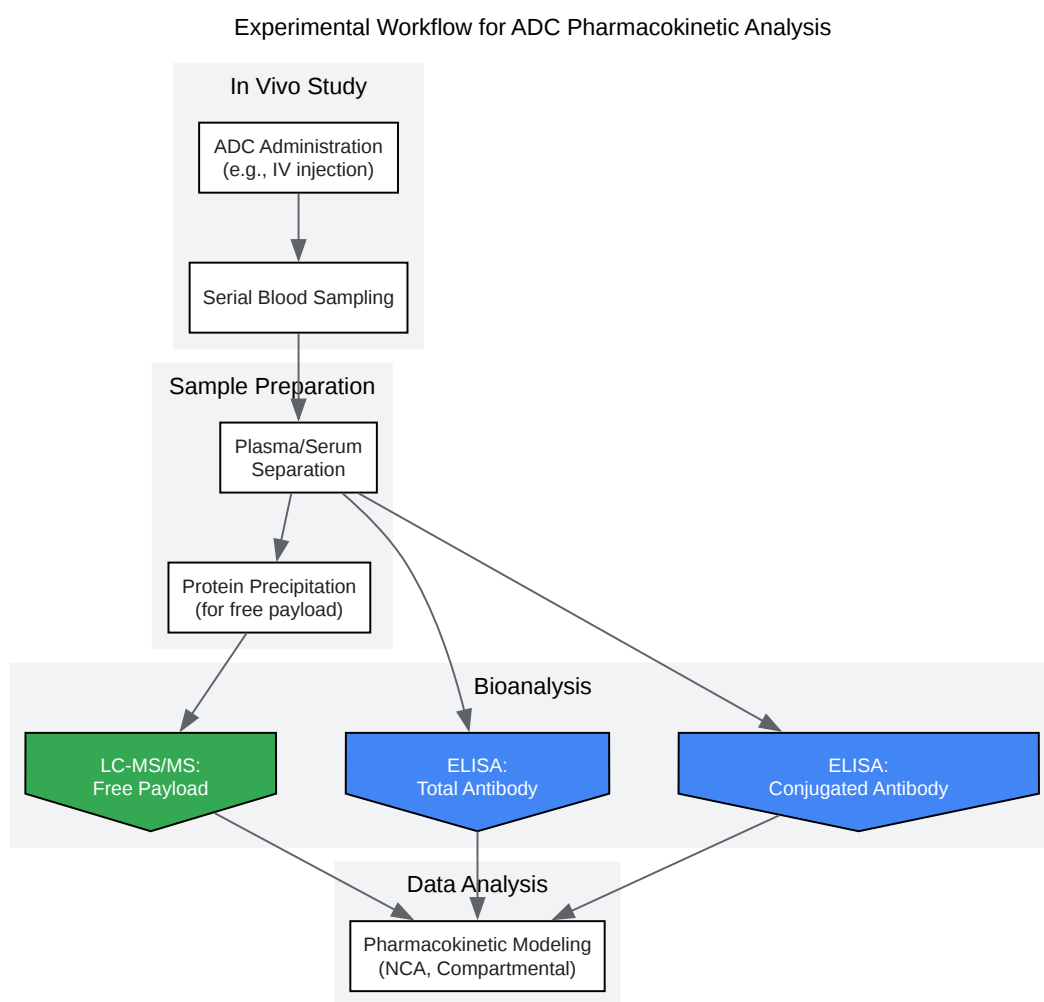 Experimental Workflow for ADC Pharmacokinetic Analysis
In Vivo Study
ADC Administration
(e.g., IV injection)
Serial Blood Sampling
Sample Preparation
Plasma/Serum
Separation
Protein Precipitation
(for free payload)
Bioanalysis
LC-MS/MS:
Free Payload
ELISA:
Total Antibody
ELISA:
Conjugated Antibody
Data Analysis
Pharmacokinetic Modeling
(NCA, Compartmental)